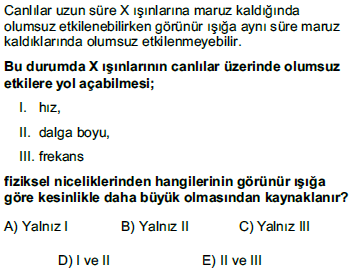 Canlılar uzun süre X ışınlarına maruz kaldığında
olumsuz etkilenebilirken görünür ışığa aynı süre maruz
kaldıklarında olumsuz etkilenmeyebilir.
Bu durumda X ışınlarının canlılar üzerinde olumsuz
etkilere yol açabilmesi;
I. hız,
II. dalga boyu,
III. frekans
fiziksel niceliklerinden hangilerinin görünür ışığa
göre kesinlikle daha büyük olmasından kaynaklanır?
A) Yalnız I B) Yalnız II C) Yalnız III
D) I ve II E) II ve III